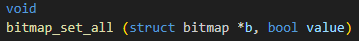 void
bitmap_set_all (struct bitmap *b, bool value)